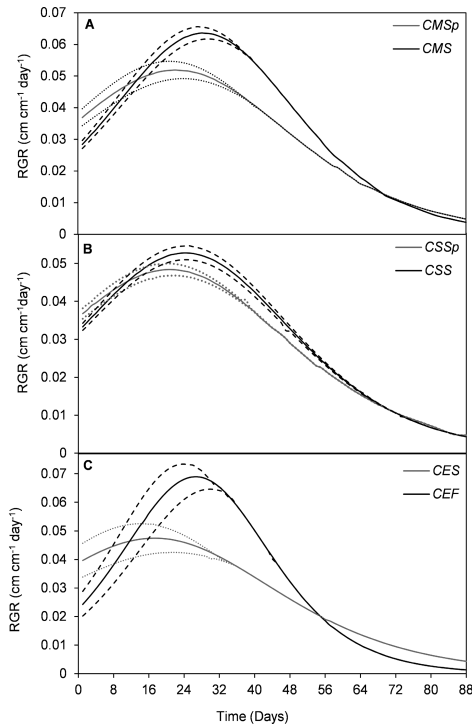 A
CMSp
CMS
RGR (cm cm⁻¹ day⁻¹)
0.07
0.06
0.05
0.04
0.03
0.02
0.01
0
B
CSSp
CSS
RGR (cm cm⁻¹ day⁻¹)
0.05
0.04
0.03
0.02
0.01
0
C
CES
CEF
RGR (cm cm⁻¹ day⁻¹)
0.07
0.06
0.05
0.04
0.03
0.02
0.01
0
0 8 16 24 32 40 48 56 64 72 80 88
Time (Days)